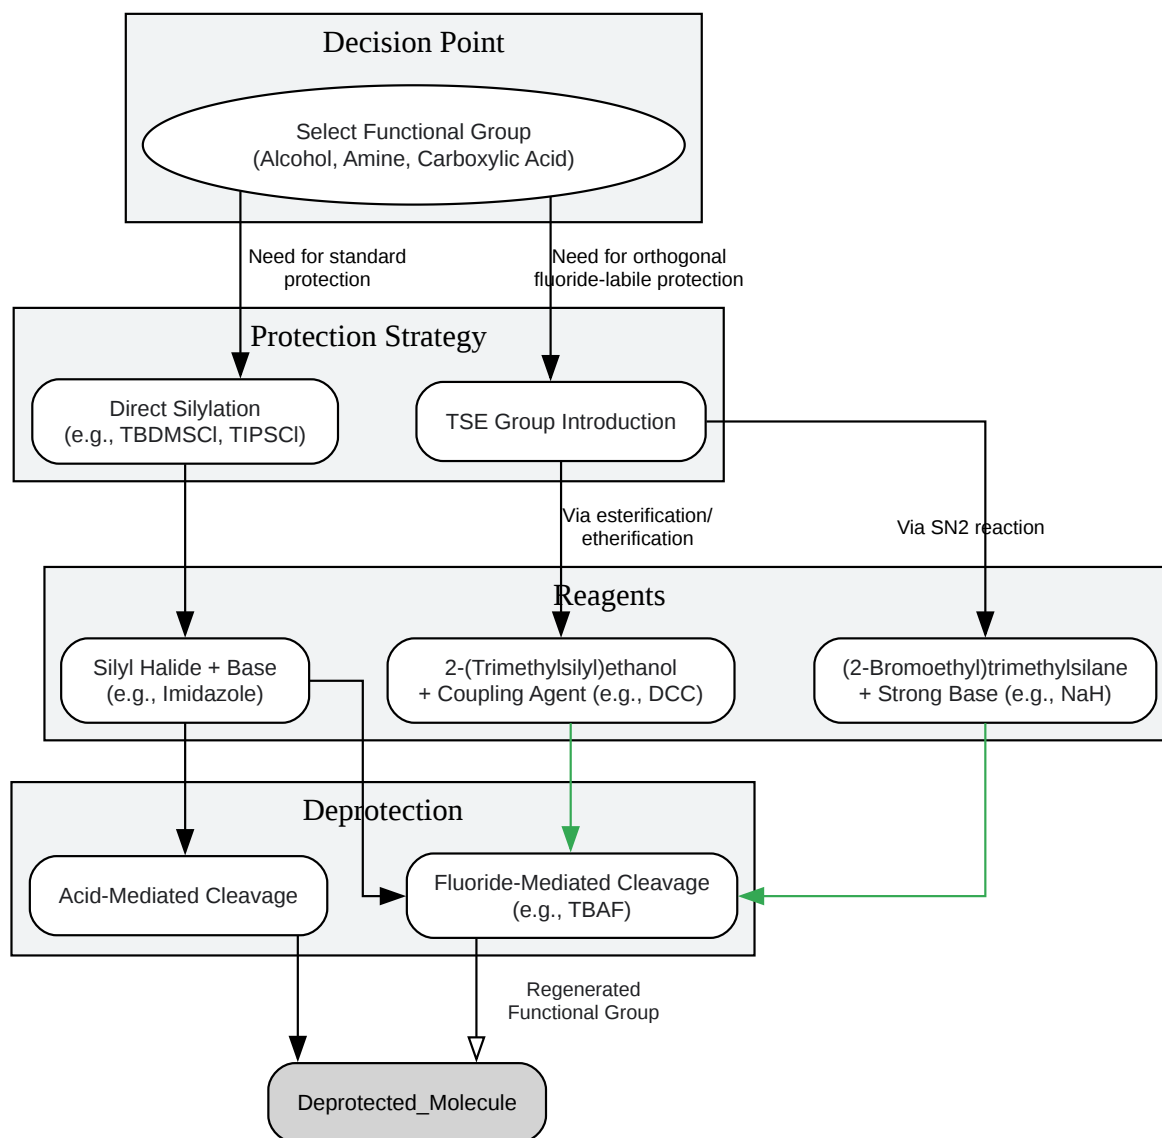 Decision Point
Select Functional Group
(Alcohol, Amine, Carboxylic Acid)
Need for standard
protection
Need for orthogonal
fluoride-labile protection
Protection Strategy
Direct Silylation
(e.g., TBDMSCl, TIPSCl)
TSE Group Introduction
Via esterification/
etherification
Via SN2 reaction
Reagents
Silyl Halide + Base
(e.g., Imidazole)
2-(Trimethylsilyl)ethanol
+ Coupling Agent (e.g., DCC)
(2-Bromoethyl)trimethylsilane
+ Strong Base (e.g., NaH)
Deprotection
Acid-Mediated Cleavage
Fluoride-Mediated Cleavage
(e.g., TBAF)
Regenerated
Functional Group
Deprotected_Molecule